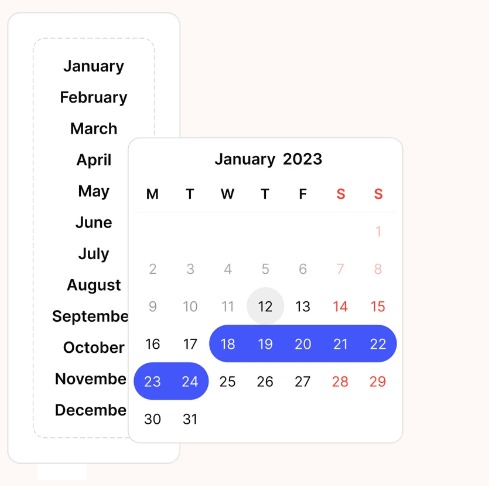 January
February
March
April
May
June
July
August
Septembe
October
Novembe
Decembe
January 2023
M T W T F S S
1
2 3 4 5 6 7 8
9 10 11 12 13 14 15
16 17 18 19 20 21 22
23 24 25 26 27 28 29
30 31